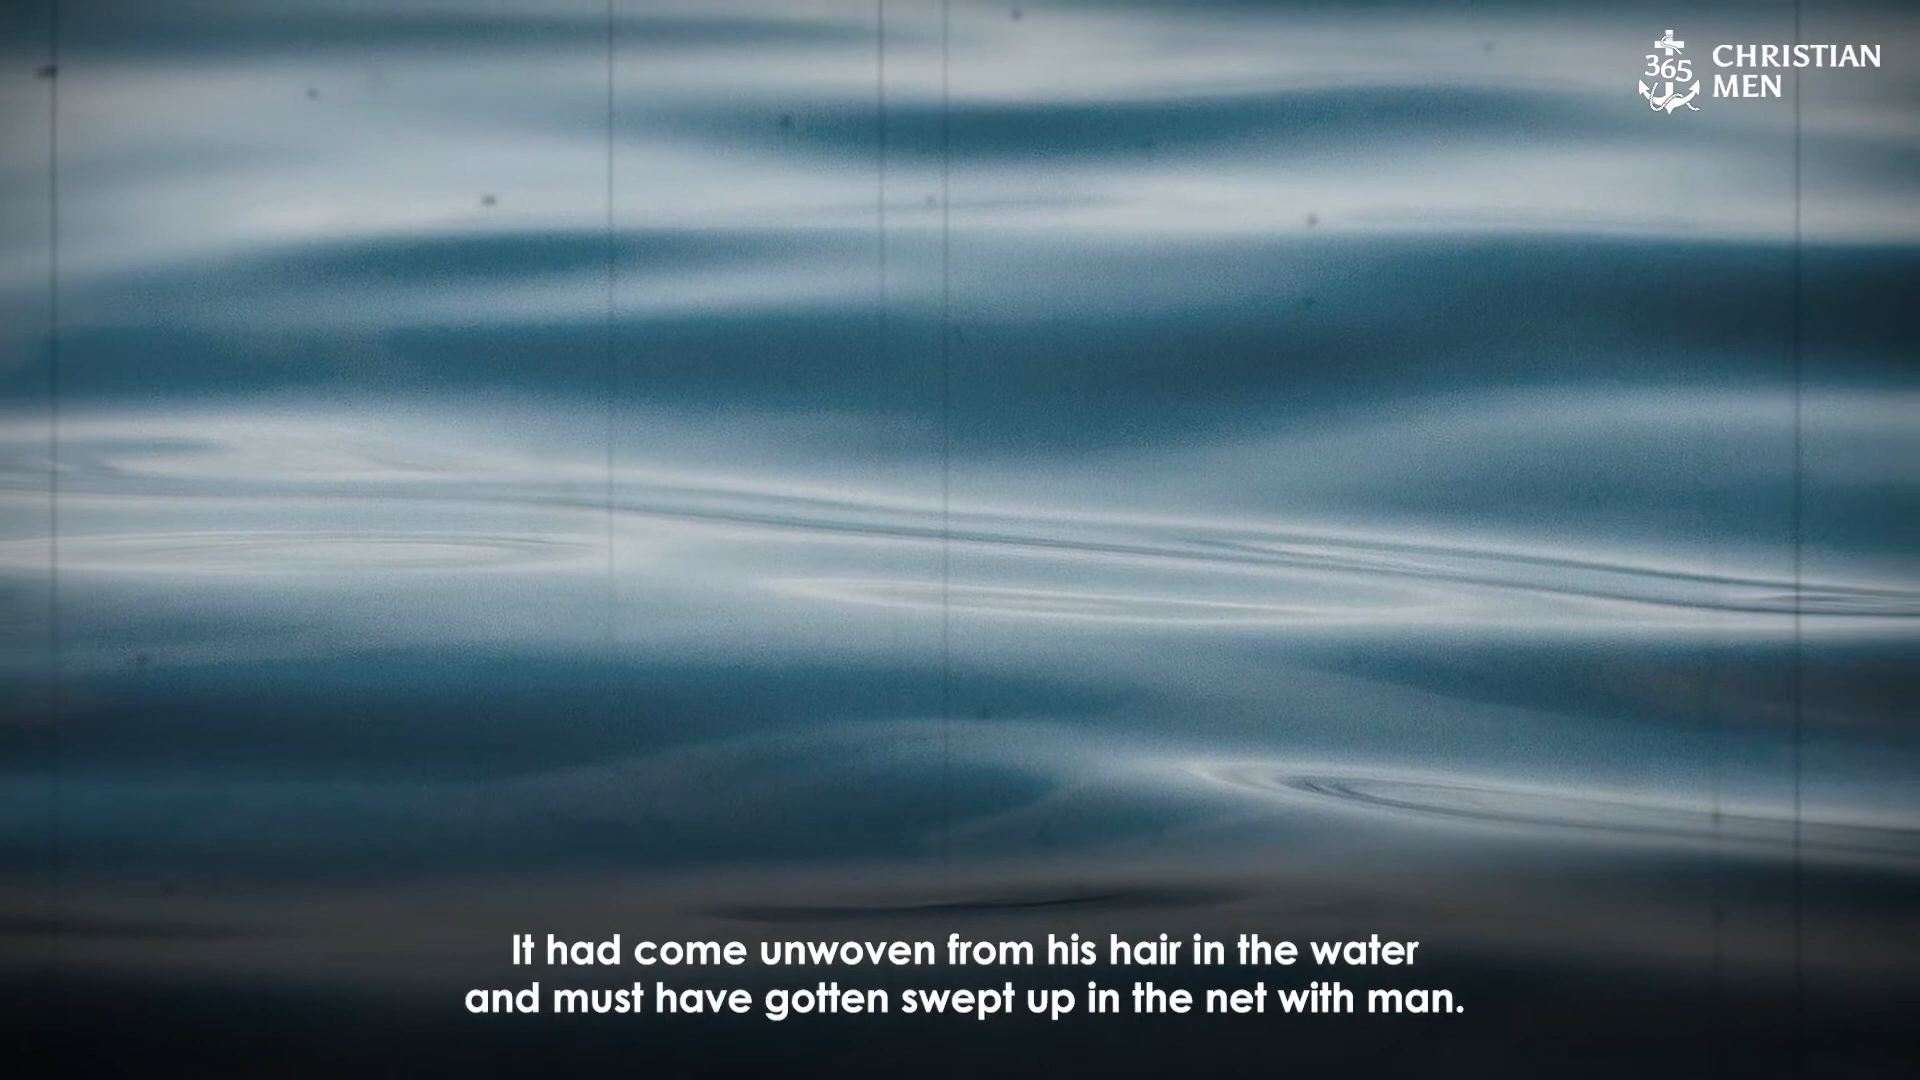 365
CHRISTIAN
MEN
It had come unwoven from his hair in the water
and must have gotten swept up in the net with man.